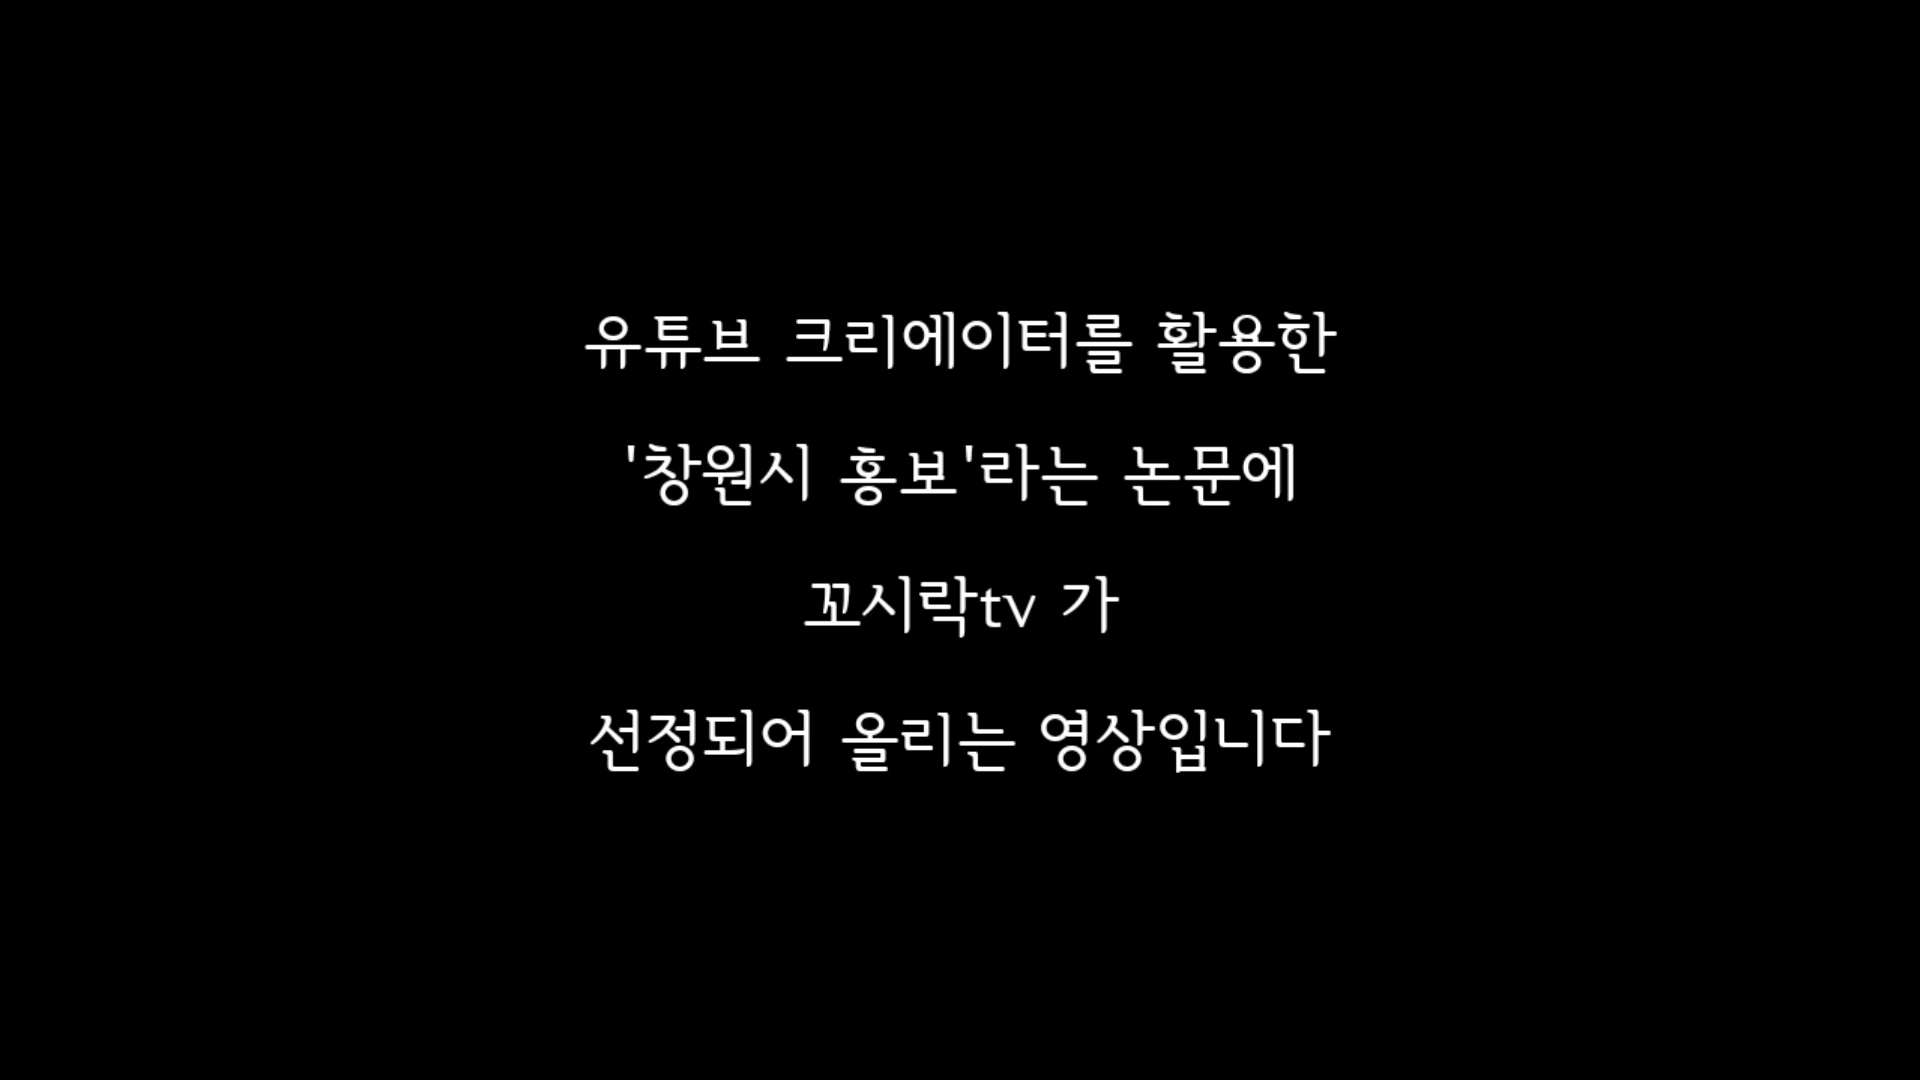 유튜브 크리에이터를 활용한
'창원시 홍보'라는 논문에
꼬시락tv 가
선정되어 올리는 영상입니다